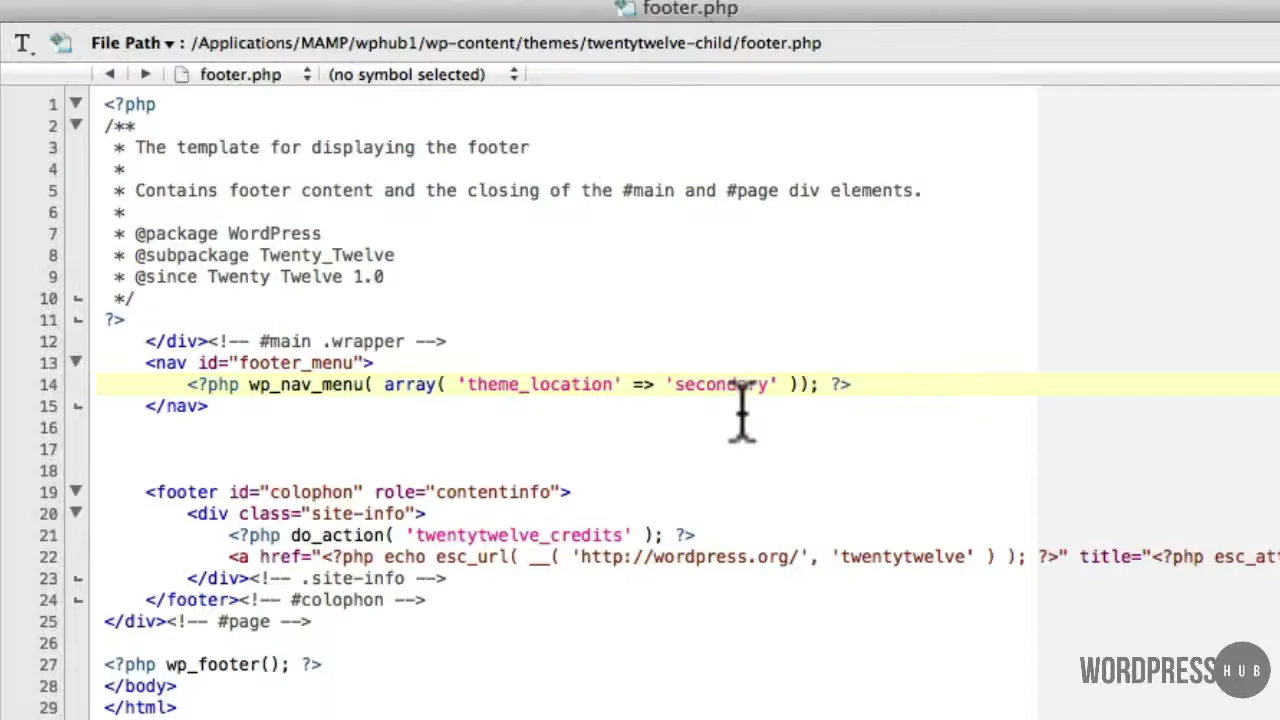 footer.php
File Path ▾ : /Applications/MAMP/wphub1/wp-content/themes/twentytwelve-child/footer.php
footer.php (no symbol selected)
1 <?php
2 /**
3 * The template for displaying the footer
4 *
5 * Contains footer content and the closing of the #main and #page div elements.
6 *
7 * @package WordPress
8 * @subpackage Twenty_Twelve
9 * @since Twenty Twelve 1.0
10 */
11 ?>
12 </div><!-- #main .wrapper -->
13 <nav id="footer_menu">
14 <?php wp_nav_menu( array( 'theme_location' => 'secondary' )); ?>
15 </nav>
16
17
18
19 <footer id="colophon" role="contentinfo">
20 <div class="site-info">
21 <?php do_action( 'twentytwelve_credits' ); ?>
22 <a href="<?php echo esc_url( __( 'http://wordpress.org/', 'twentytwelve' ) ); ?>" title="<?php esc_at
23 </div><!-- .site-info -->
24 </footer><!-- #colophon -->
25 </div><!-- #page -->
26
27 <?php wp_footer(); ?>
28 </body>
29 </html>
WORDPRESS HUB